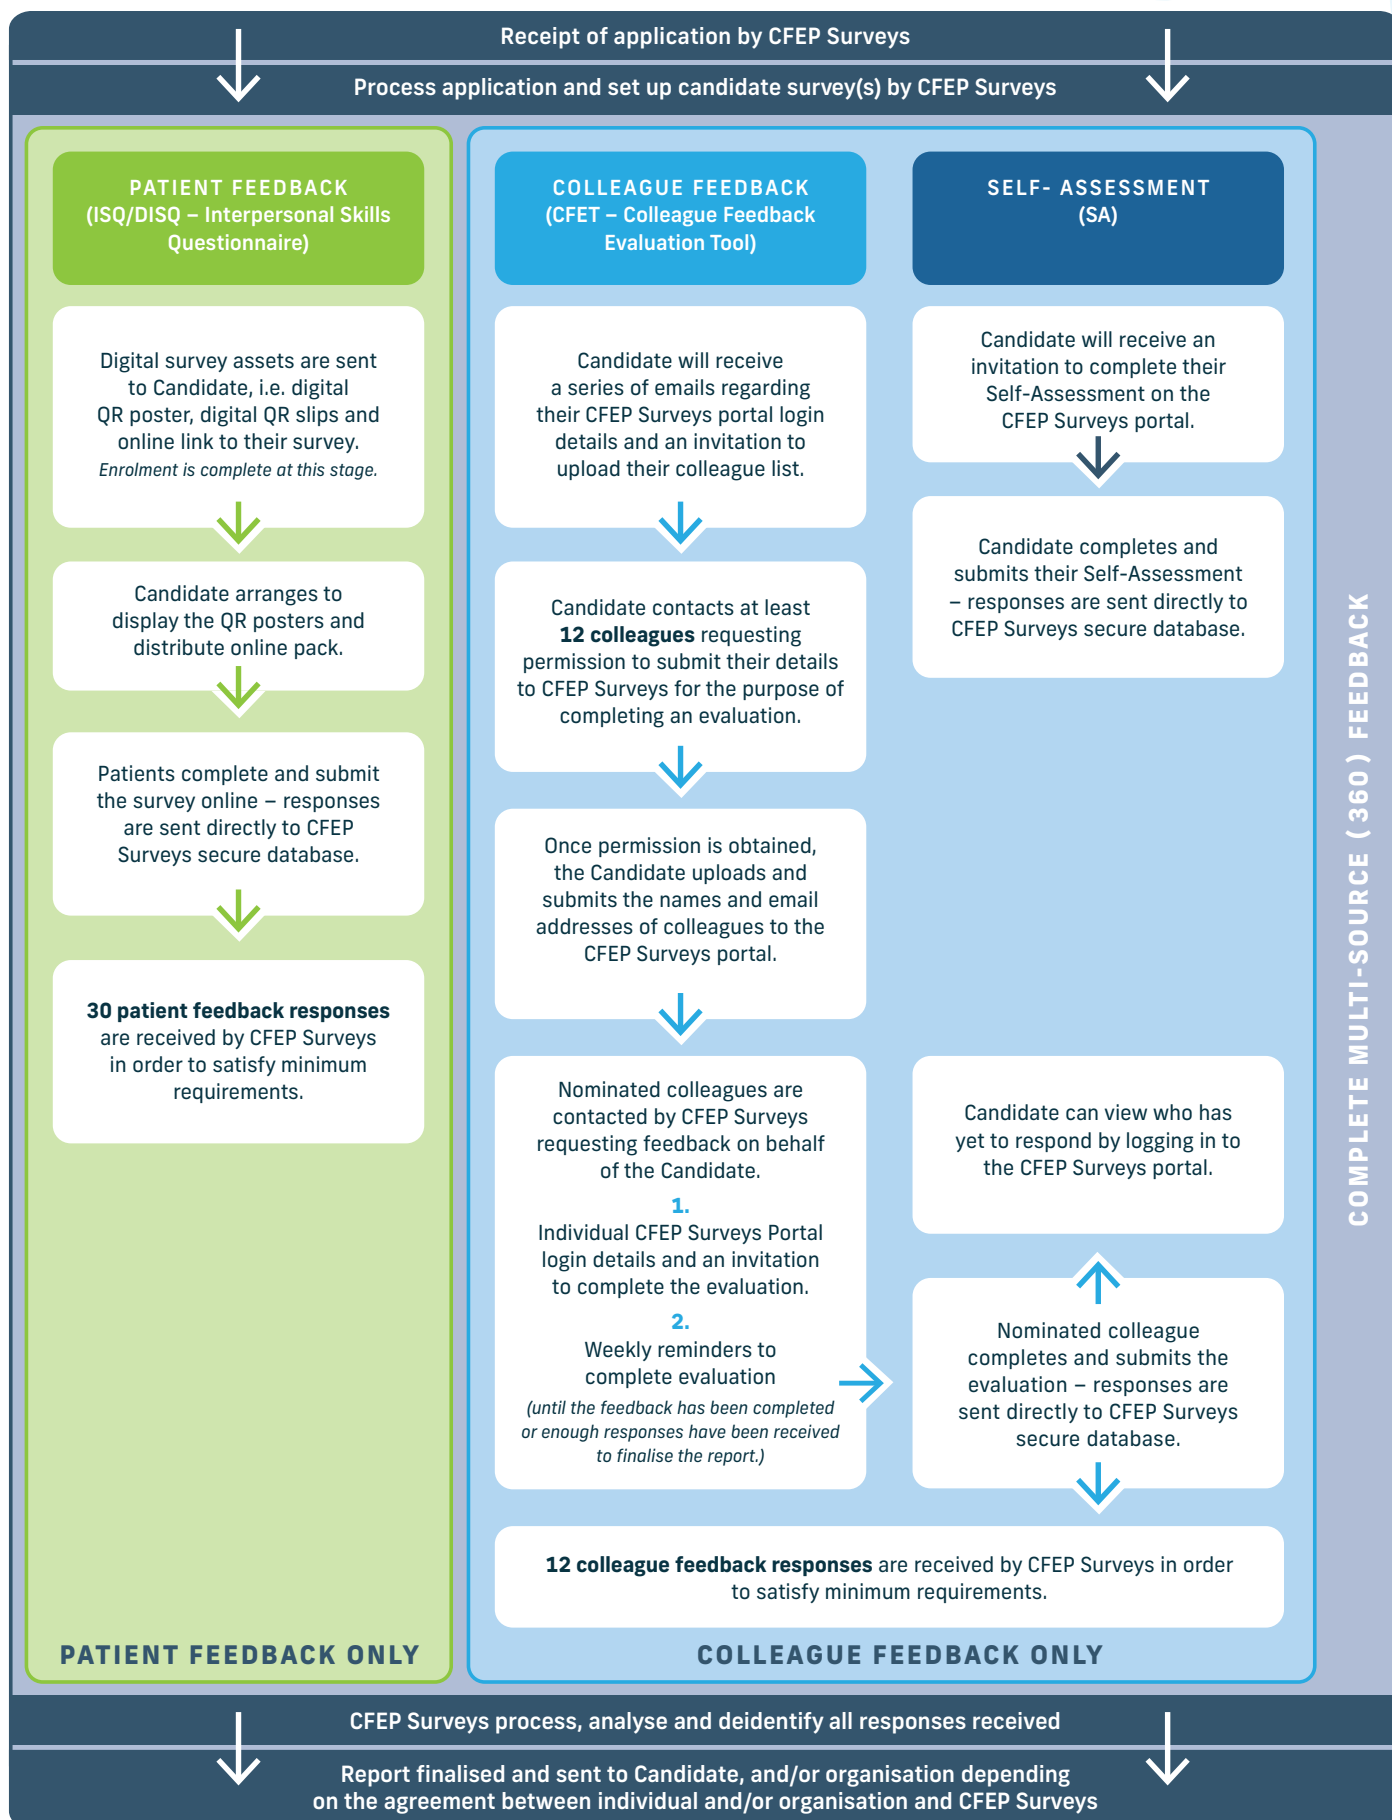 Receipt of application by CFEP Surveys
Process application and set up candidate survey(s) by CFEP Surveys
PATIENT FEEDBACK
(ISQ/DISQ – Interpersonal Skills
Questionnaire)
Digital survey assets are sent
to Candidate, i.e. digital
QR poster, digital QR slips and
online link to their survey.
Enrolment is complete at this stage.
Candidate arranges to
display the QR posters and
distribute online pack.
Patients complete and submit
the survey online – responses
are sent directly to CFEP
Surveys secure database.
30 patient feedback responses
are received by CFEP Surveys
in order to satisfy minimum
requirements.
PATIENT FEEDBACK ONLY
COLLEAGUE FEEDBACK
(CFET – Colleague Feedback
Evaluation Tool)
Candidate will receive
a series of emails regarding
their CFEP Surveys portal login
details and an invitation to
upload their colleague list.
Candidate contacts at least
12 colleagues requesting
permission to submit their details
to CFEP Surveys for the purpose of
completing an evaluation.
Once permission is obtained,
the Candidate uploads and
submits the names and email
addresses of colleagues to the
CFEP Surveys portal.
Nominated colleagues are
contacted by CFEP Surveys
requesting feedback on behalf
of the Candidate.
1.
Individual CFEP Surveys Portal
login details and an invitation
to complete the evaluation.
2.
Weekly reminders to
complete evaluation
(until the feedback has been completed
or enough responses have been received
to finalise the report.)
SELF- ASSESSMENT
(SA)
Candidate will receive an
invitation to complete their
Self-Assessment on the
CFEP Surveys portal.
Candidate completes and
submits their Self-Assessment
– responses are sent directly to
CFEP Surveys secure database.
Candidate can view who has
yet to respond by logging in to
the CFEP Surveys portal.
Nominated colleague
completes and submits the
evaluation – responses are
sent directly to CFEP Surveys
secure database.
12 colleague feedback responses are received by CFEP Surveys in order
to satisfy minimum requirements.
COLLEAGUE FEEDBACK ONLY
COMPLETE MULTI-SOURCE (360) FEEDBACK
CFEP Surveys process, analyse and deidentify all responses received
Report finalised and sent to Candidate, and/or organisation depending
on the agreement between individual and/or organisation and CFEP Surveys